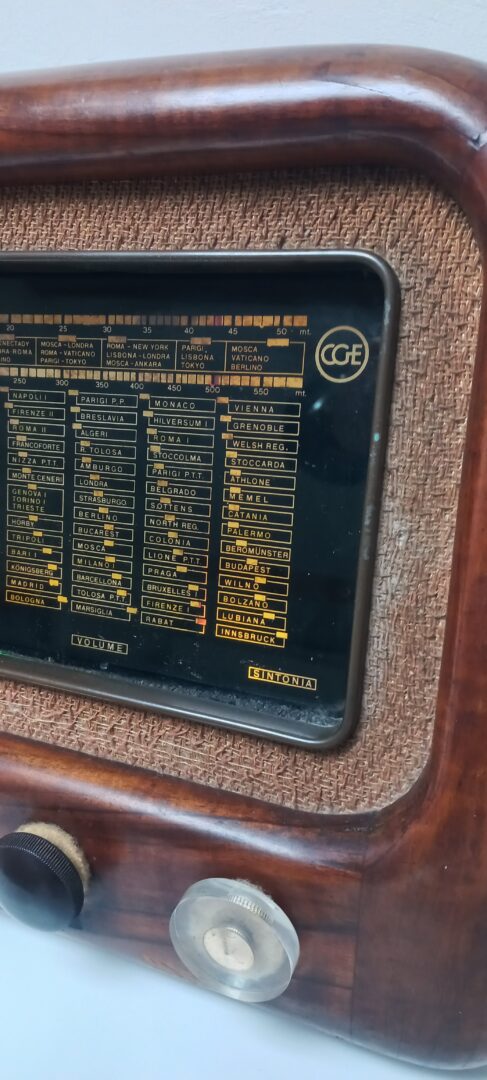 20 25 30 35 40 45 50 mt.
MOSCA-LONDRA
ROMA-VATICANO
PARIGI-TOKYO
ROMA-NEW YORK
LISBONA-LONDRA
MOSCA-ANKARA
PARIGI
LISBONA
TOKYO
MOSCA
VATICANO
BERLINO
CGE
250 300 350 400 450 500 550 mt.
NAPOLI I
FIRENZE II
ROMA II
FRANCOFORTE
NIZZA P.T.T.
MONTE CENERI
GENOVA I
TORINO I
TRIESTE
HÖRBY
TRIPOLI
BARI I
KÖNIGSBERG
MADRID
BOLOGNA
PARIGI P.P.
BRESLAVIA
ALGERI
R. TOLOSA
AMBURGO
LONDRA
STRASBURGO
BERLINO
BUCAREST
MOSCA
MILANO I
BARCELLONA
TOLOSA P.T.T.
MARSIGLIA
MONACO
HILVERSUM I
ROMA I
STOCCOLMA
PARIGI P.T.T.
BELGRADO
SOTTENS
NORTH REG.
COLONIA
LIONE P.T.T.
PRAGA
BRUXELLES I
FIRENZE I
RABAT
VIENNA
GRENOBLE
WELSH REG.
STOCCARDA
ATHLONE
MEMEL
CATANIA
PALERMO
BEROMÜNSTER
BUDAPEST
WILNO
BOLZANO
LUBIANA
INNSBRUCK
VOLUME
SINTONIA